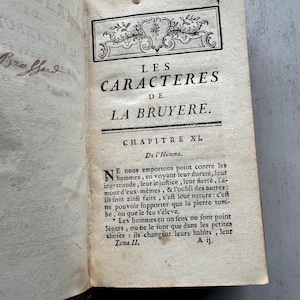 LES
CARACTERES
DE
LA BRUYERE.
CHAPITRE XI.
De l'Homme.
NE nous emportons point contre les
hommes, en voyant leur dureté, leur
ingratitude, leur injustice, leur fierté, l'a-
mour d'eux-mêmes, & l'oubli des autres:
ils sont ainsi faits, c'est leur nature: c'est
ne pouvoir supporter que la pierre tom-
be, ou que le feu s'éleve.
* Les hommes en un sens ne sont point
légers, ou ne le sont que dans les petites
choses: ils changent leurs habits, leur
Tome II. A ij